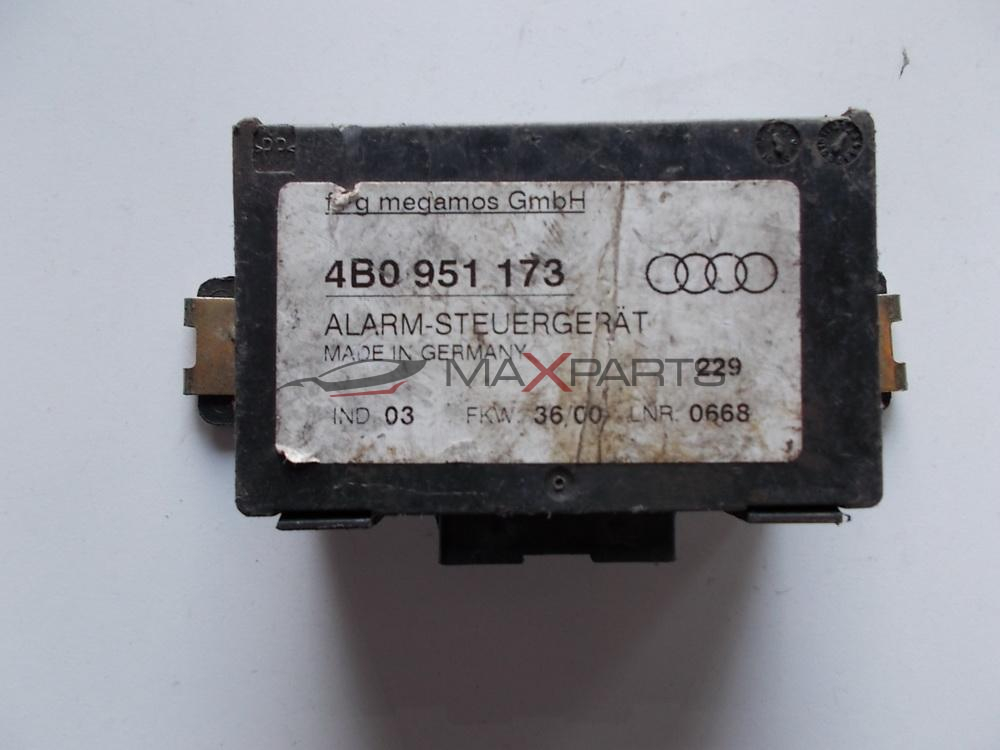 megamos GmbH
4B0 951 173
ALARM-STEUERGERÄT
MADE IN GERMANY
229
MAXPARTS
IND 03 FKW. 36/00 LNR. 0668